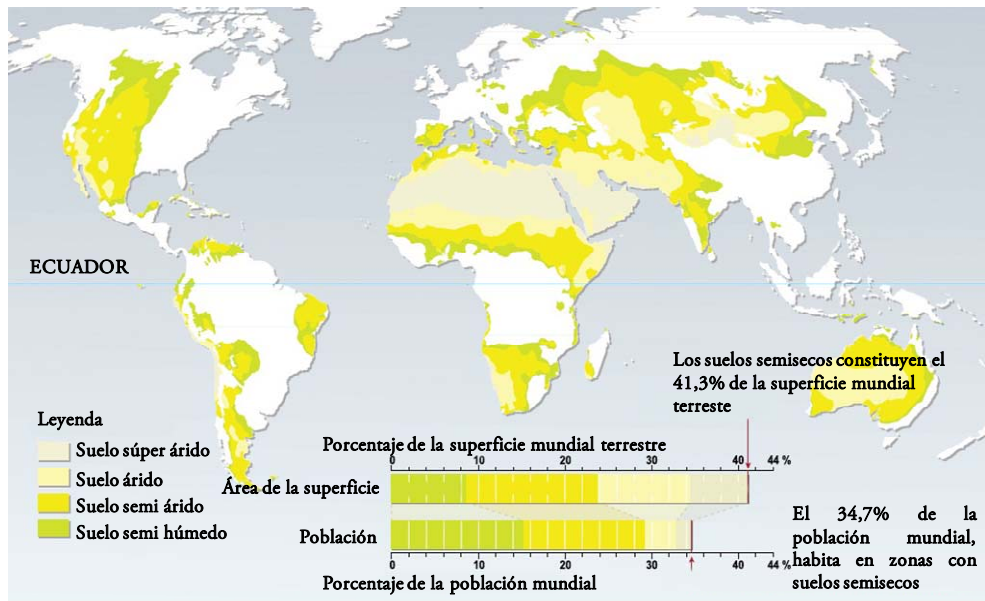 ECUADOR
Los suelos semisecos constituyen el
41,3% de la superficie mundial
terreste
Leyenda
Suelo súper árido
Suelo árido
Suelo semi árido
Suelo semi húmedo
Porcentaje de la superficie mundial terrestre
0 10 20 30 40 44 %
Área de la superficie
Población
0 10 20 30 40 44 %
Porcentaje de la población mundial
El 34,7% de la
población mundial,
habita en zonas con
suelos semisecos